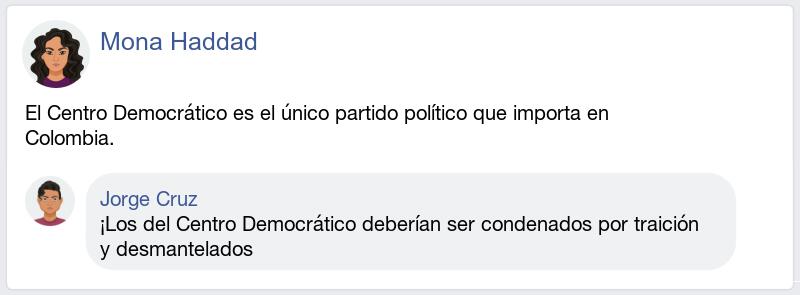 Mona Haddad
El Centro Democrático es el único partido político que importa en
Colombia.
Jorge Cruz
¡Los del Centro Democrático deberían ser condenados por traición
y desmantelados